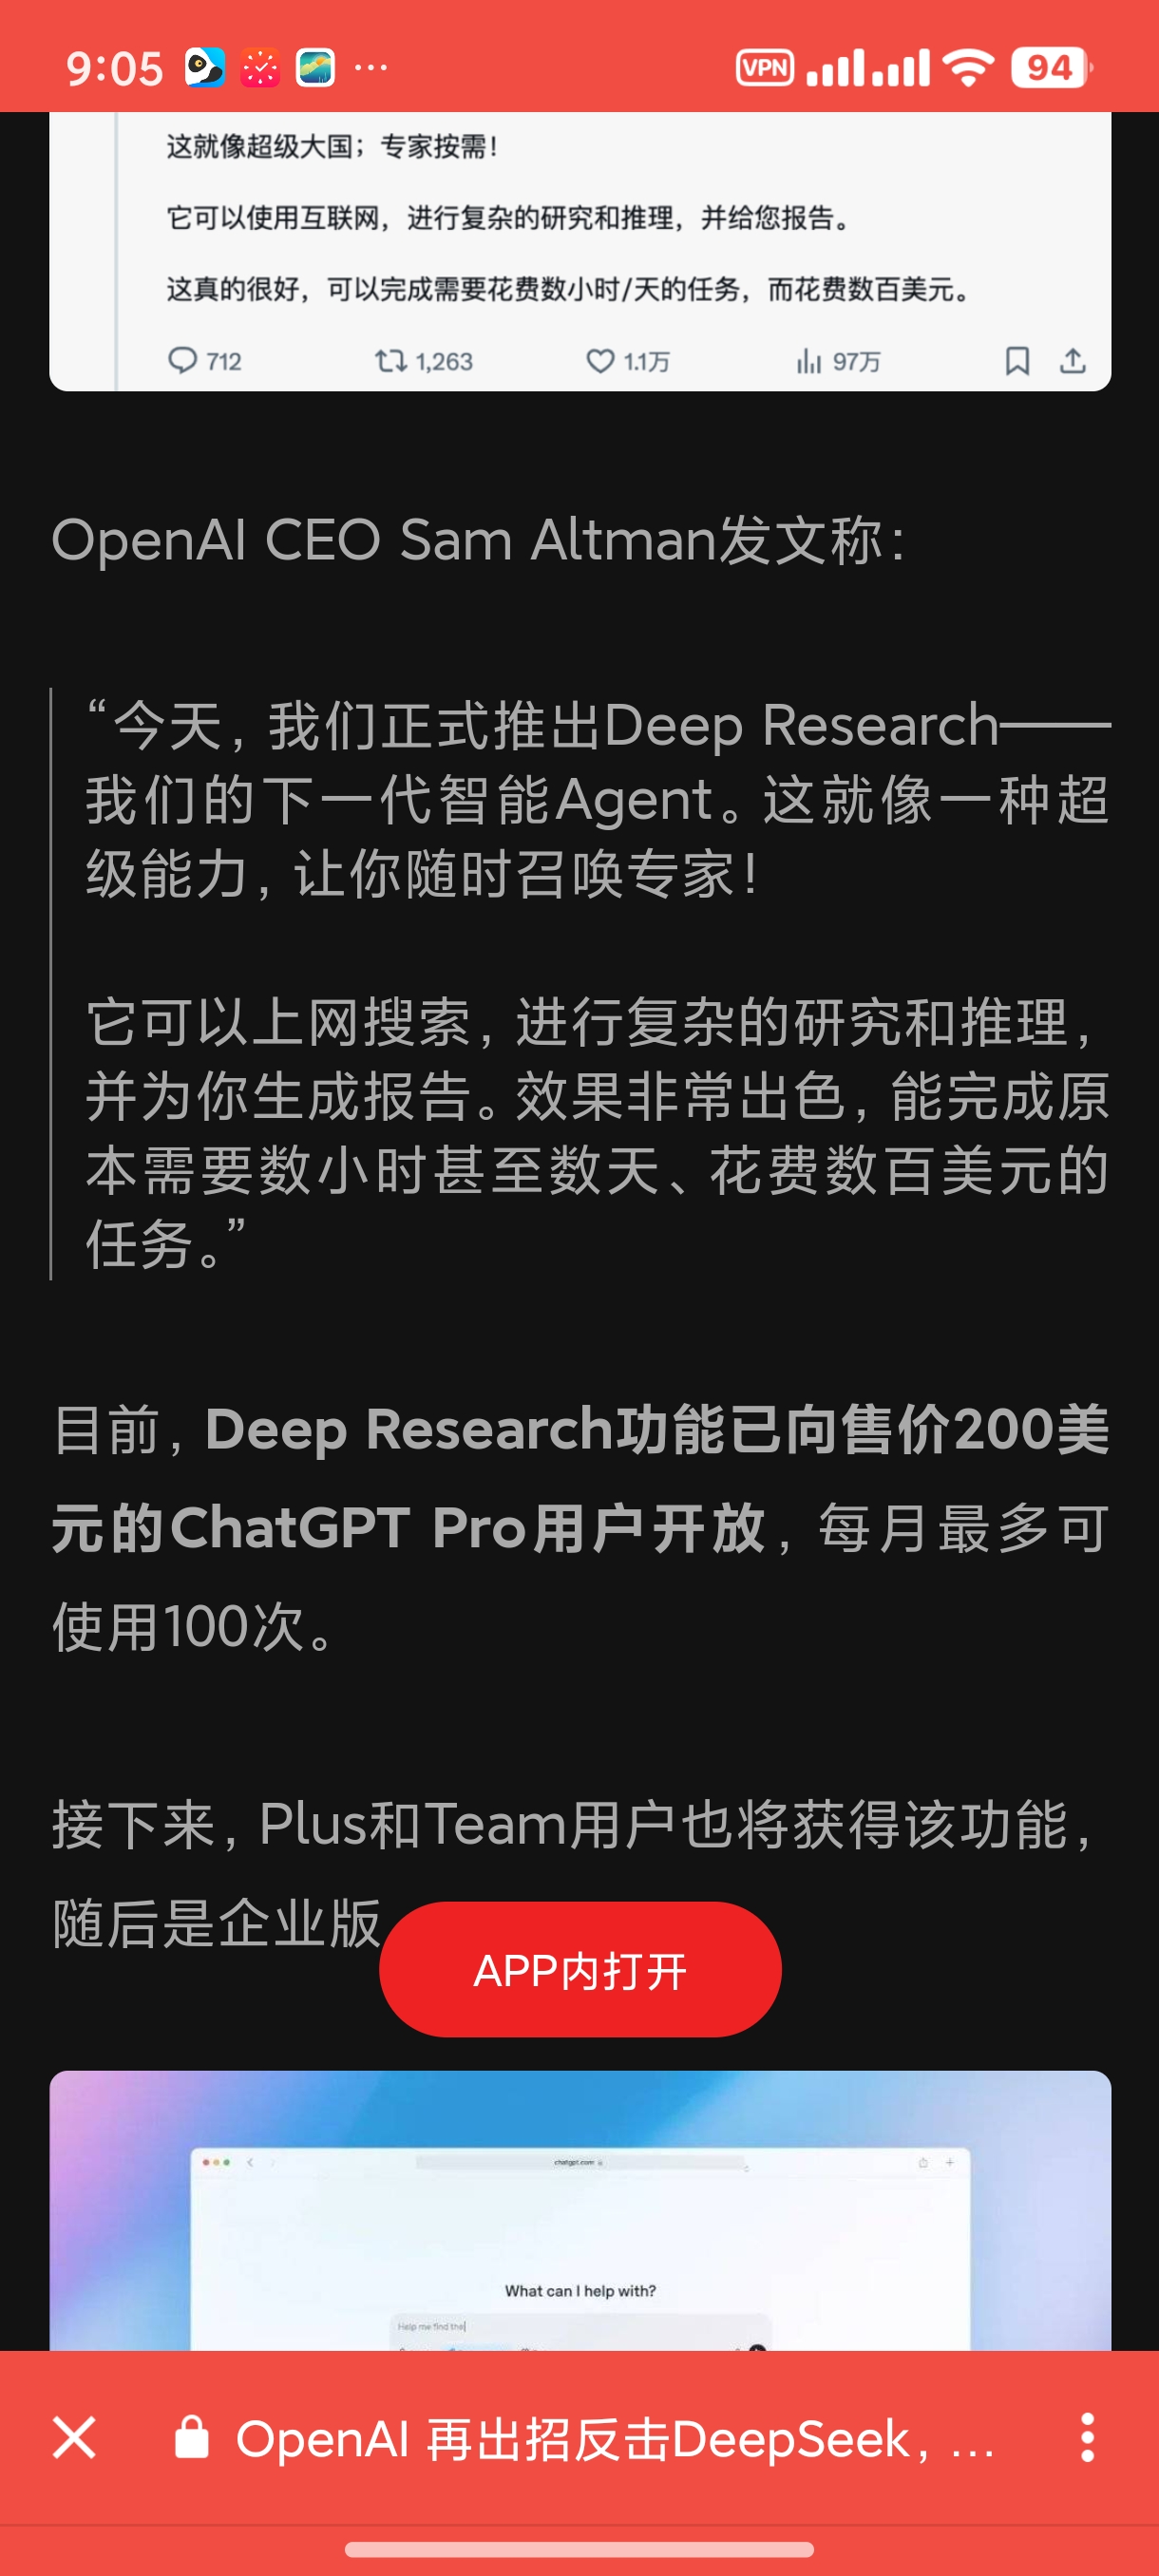 9:05
VPN
94
这就像超级大国；专家按需！
它可以使用互联网，进行复杂的研究和推理，并给您报告。
这真的很好，可以完成需要花费数小时/天的任务，而花费数百美元。
712 1,263 1.1万 97万
OpenAI CEO Sam Altman发文称：
“今天，我们正式推出Deep Research——
我们的下一代智能Agent。这就像一种超
级能力，让你随时召唤专家！
它可以上网搜索，进行复杂的研究和推理，
并为你生成报告。效果非常出色，能完成原
本需要数小时甚至数天、花费数百美元的
任务。”
目前，Deep Research功能已向售价200美
元的ChatGPT Pro用户开放，每月最多可
使用100次。
接下来，Plus和Team用户也将获得该功能，
随后是企业版
APP内打开
chatgpt.com
What can I help with?
Help me find the
OpenAI 再出招反击DeepSeek，...